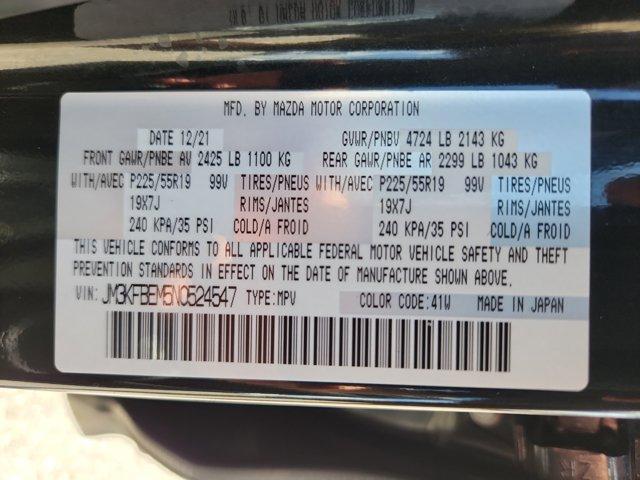 MFD. BY MAZDA MOTOR CORPORATION
DATE 12/21 GVWR/PNBV 4724 LB 2143 KG
FRONT GAWR/PNBE AV 2425 LB 1100 KG REAR GAWR/PNBE AR 2299 LB 1043 KG
WITH/AVEC P225/55R19 99V TIRES/PNEUS WITH/AVEC P225/55R19 99V TIRES/PNEUS
19X7J RIMS/JANTES 19X7J RIMS/JANTES
240 KPA/35 PSI COLD/A FROID 240 KPA/35 PSI COLD/A FROID
THIS VEHICLE CONFORMS TO ALL APPLICABLE FEDERAL MOTOR VEHICLE SAFETY AND THEFT
PREVENTION STANDARDS IN EFFECT ON THE DATE OF MANUFACTURE SHOWN ABOVE.
VIN: JM3KFBEM5N0524547 TYPE:MPV COLOR CODE:41W MADE IN JAPAN